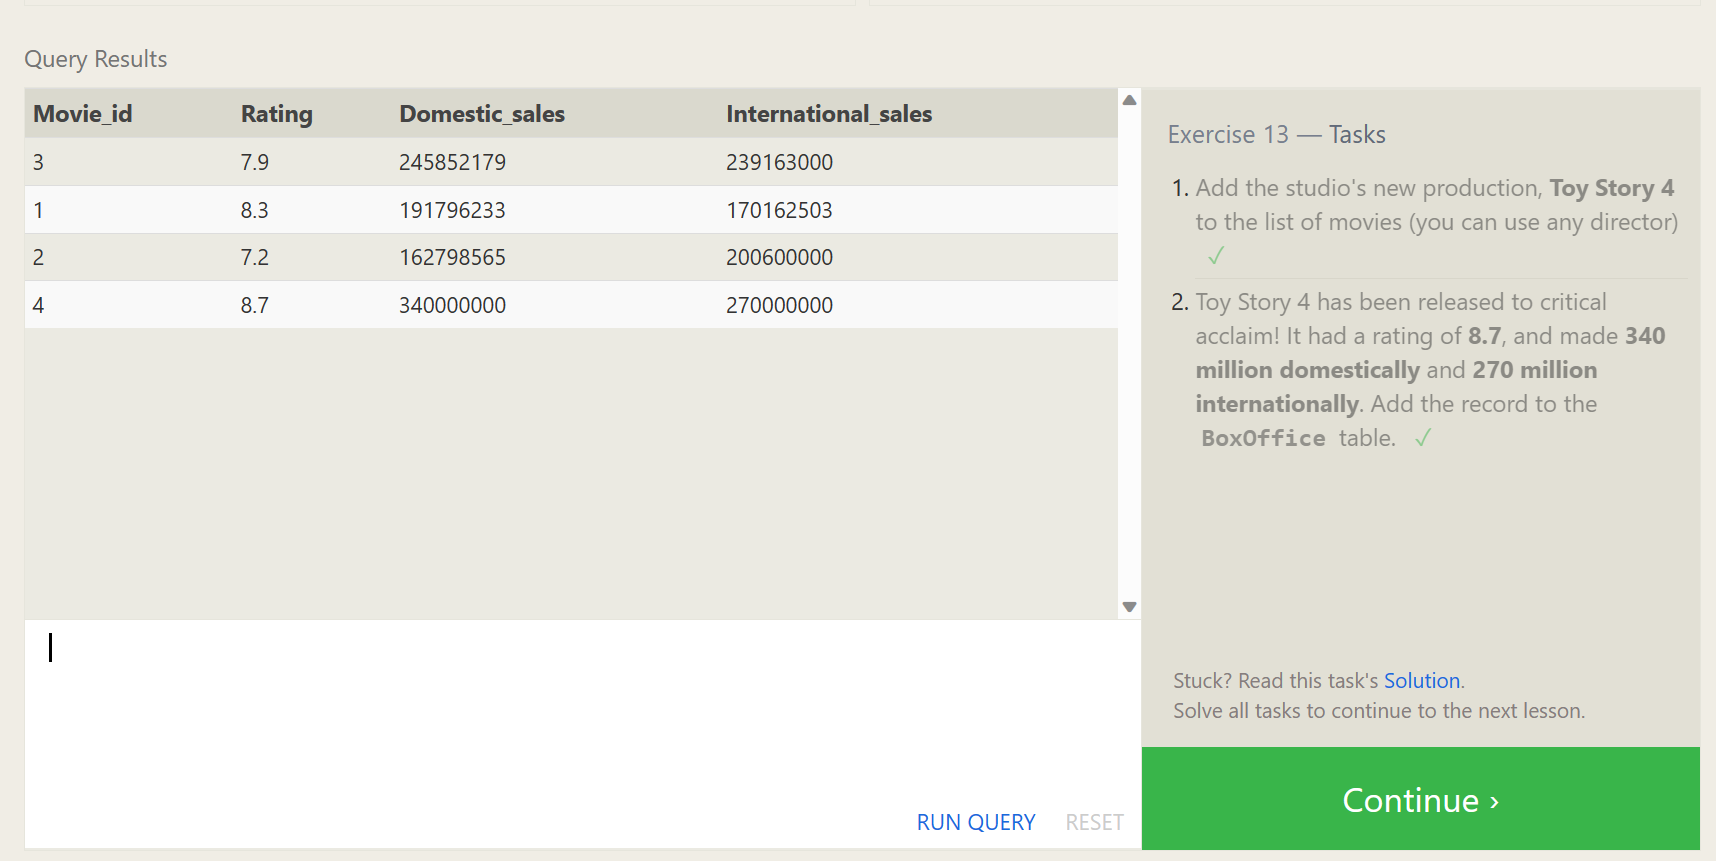 Query Results
Movie_id Rating Domestic_sales International_sales
3 7.9 245852179 239163000
1 8.3 191796233 170162503
2 7.2 162798565 200600000
4 8.7 340000000 270000000
RUN QUERY RESET
Exercise 13 — Tasks
1. Add the studio's new production, Toy Story 4
to the list of movies (you can use any director)
✓
2. Toy Story 4 has been released to critical
acclaim! It had a rating of 8.7, and made 340
million domestically and 270 million
internationally. Add the record to the
BoxOffice table. ✓
Stuck? Read this task's Solution.
Solve all tasks to continue to the next lesson.
Continue ›